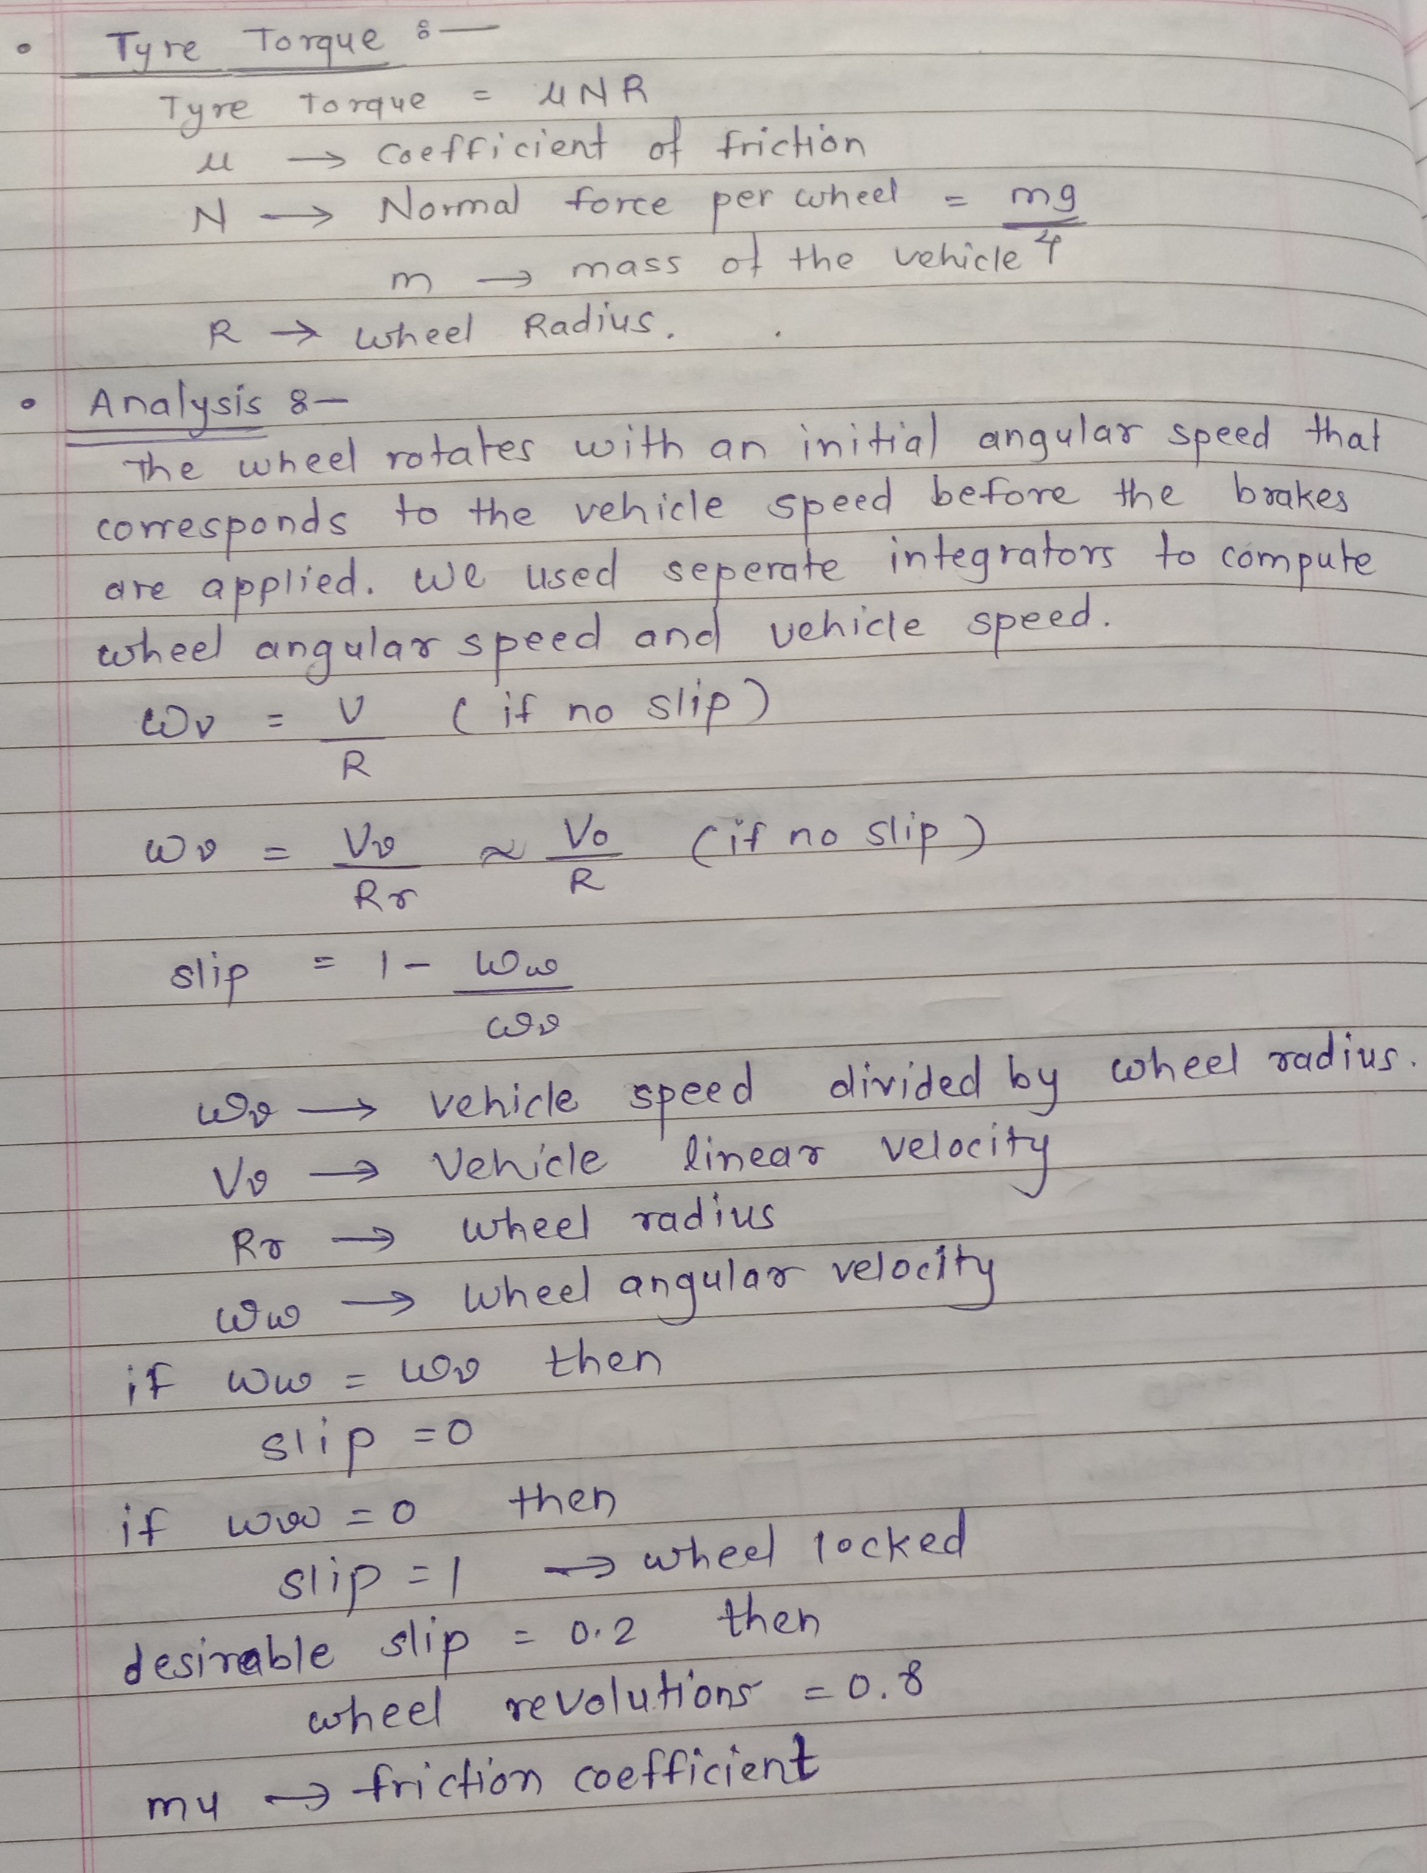 • Tyre Torque :—
Tyre Torque = μNR
μ → coefficient of friction
N → Normal force per wheel = mg/4
m → mass of the vehicle
R → wheel Radius.
• Analysis :—
The wheel rotates with an initial angular speed that
corresponds to the vehicle speed before the brakes
are applied. we used seperate integrators to compute
wheel angular speed and vehicle speed.
ωv = V/R (if no slip)
ωv = Vv/Rr ≈ Vo/R (if no slip)
slip = 1 - ωw/ωv
ωv → vehicle speed divided by wheel radius.
Vv → Vehicle linear velocity
Rr → wheel radius
ωw → wheel angular velocity
if ωw = ωv then
slip = 0
if ωw = 0 then
slip = 1 → wheel locked
desirable slip = 0.2 then
wheel revolutions = 0.8
mu → friction coefficient